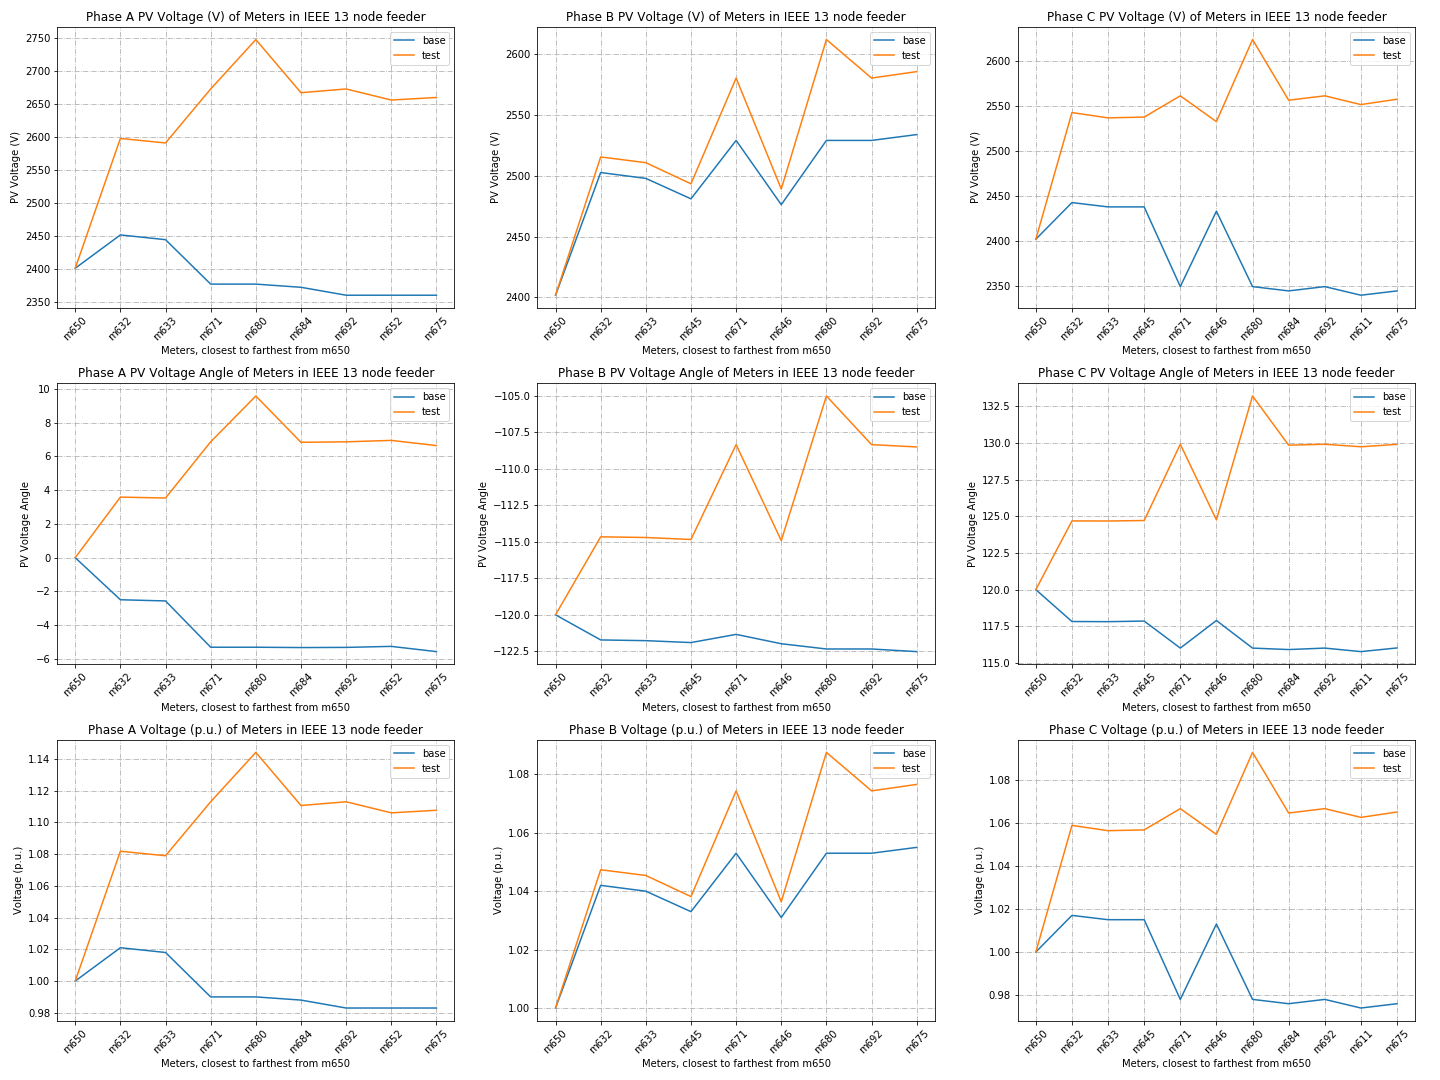 Phase A PV Voltage (V) of Meters in IEEE 13 node feeder
Phase B PV Voltage (V) of Meters in IEEE 13 node feeder
Phase C PV Voltage (V) of Meters in IEEE 13 node feeder
2750
2700
2650
2600
2550
2500
2450
2400
2350
PV Voltage (V)
base
test
m650 m632 m633 m671 m680 m684 m692 m652 m675
Meters, closest to farthest from m650
2600
2550
2500
2450
2400
PV Voltage (V)
base
test
m650 m632 m633 m645 m671 m646 m680 m692 m675
Meters, closest to farthest from m650
2600
2550
2500
2450
2400
2350
PV Voltage (V)
base
test
m650 m632 m633 m645 m671 m646 m680 m684 m692 m611 m675
Meters, closest to farthest from m650
Phase A PV Voltage Angle of Meters in IEEE 13 node feeder
Phase B PV Voltage Angle of Meters in IEEE 13 node feeder
Phase C PV Voltage Angle of Meters in IEEE 13 node feeder
10
8
6
4
2
0
−2
−4
−6
PV Voltage Angle
base
test
m650 m632 m633 m671 m680 m684 m692 m652 m675
Meters, closest to farthest from m650
−105.0
−107.5
−110.0
−112.5
−115.0
−117.5
−120.0
−122.5
PV Voltage Angle
base
test
m650 m632 m633 m645 m671 m646 m680 m692 m675
Meters, closest to farthest from m650
132.5
130.0
127.5
125.0
122.5
120.0
117.5
115.0
PV Voltage Angle
base
test
m650 m632 m633 m645 m671 m646 m680 m684 m692 m611 m675
Meters, closest to farthest from m650
Phase A Voltage (p.u.) of Meters in IEEE 13 node feeder
Phase B Voltage (p.u.) of Meters in IEEE 13 node feeder
Phase C Voltage (p.u.) of Meters in IEEE 13 node feeder
1.14
1.12
1.10
1.08
1.06
1.04
1.02
1.00
0.98
Voltage (p.u.)
base
test
m650 m632 m633 m671 m680 m684 m692 m652 m675
Meters, closest to farthest from m650
1.08
1.06
1.04
1.02
1.00
Voltage (p.u.)
base
test
m650 m632 m633 m645 m671 m646 m680 m692 m675
Meters, closest to farthest from m650
1.08
1.06
1.04
1.02
1.00
0.98
Voltage (p.u.)
base
test
m650 m632 m633 m645 m671 m646 m680 m684 m692 m611 m675
Meters, closest to farthest from m650